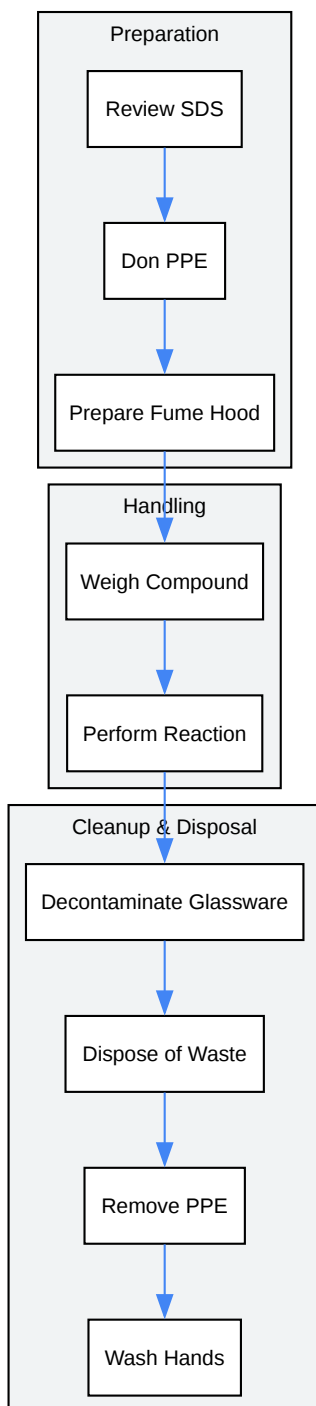 Preparation
Review SDS
Don PPE
Prepare Fume Hood
Handling
Weigh Compound
Perform Reaction
Cleanup & Disposal
Decontaminate Glassware
Dispose of Waste
Remove PPE
Wash Hands